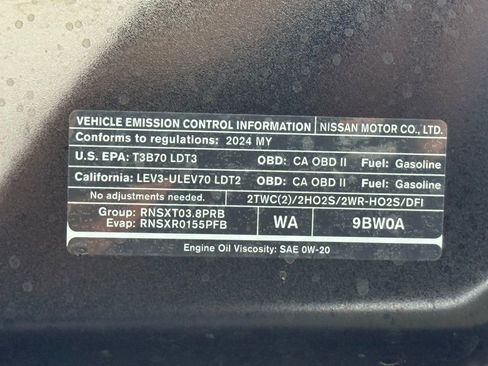 VEHICLE EMISSION CONTROL INFORMATION NISSAN MOTOR CO., LTD.
Conforms to regulations: 2024 MY
U.S. EPA: T3B70 LDT3 OBD: CA OBD II Fuel: Gasoline
California: LEV3-ULEV70 LDT2 OBD: CA OBD II Fuel: Gasoline
No adjustments needed. 2TWC(2)/2HO2S/2WR-HO2S/DFI
Group: RNSXT03.8PRB
Evap: RNSXR0155PFB WA 9BW0A
Engine Oil Viscosity: SAE 0W-20